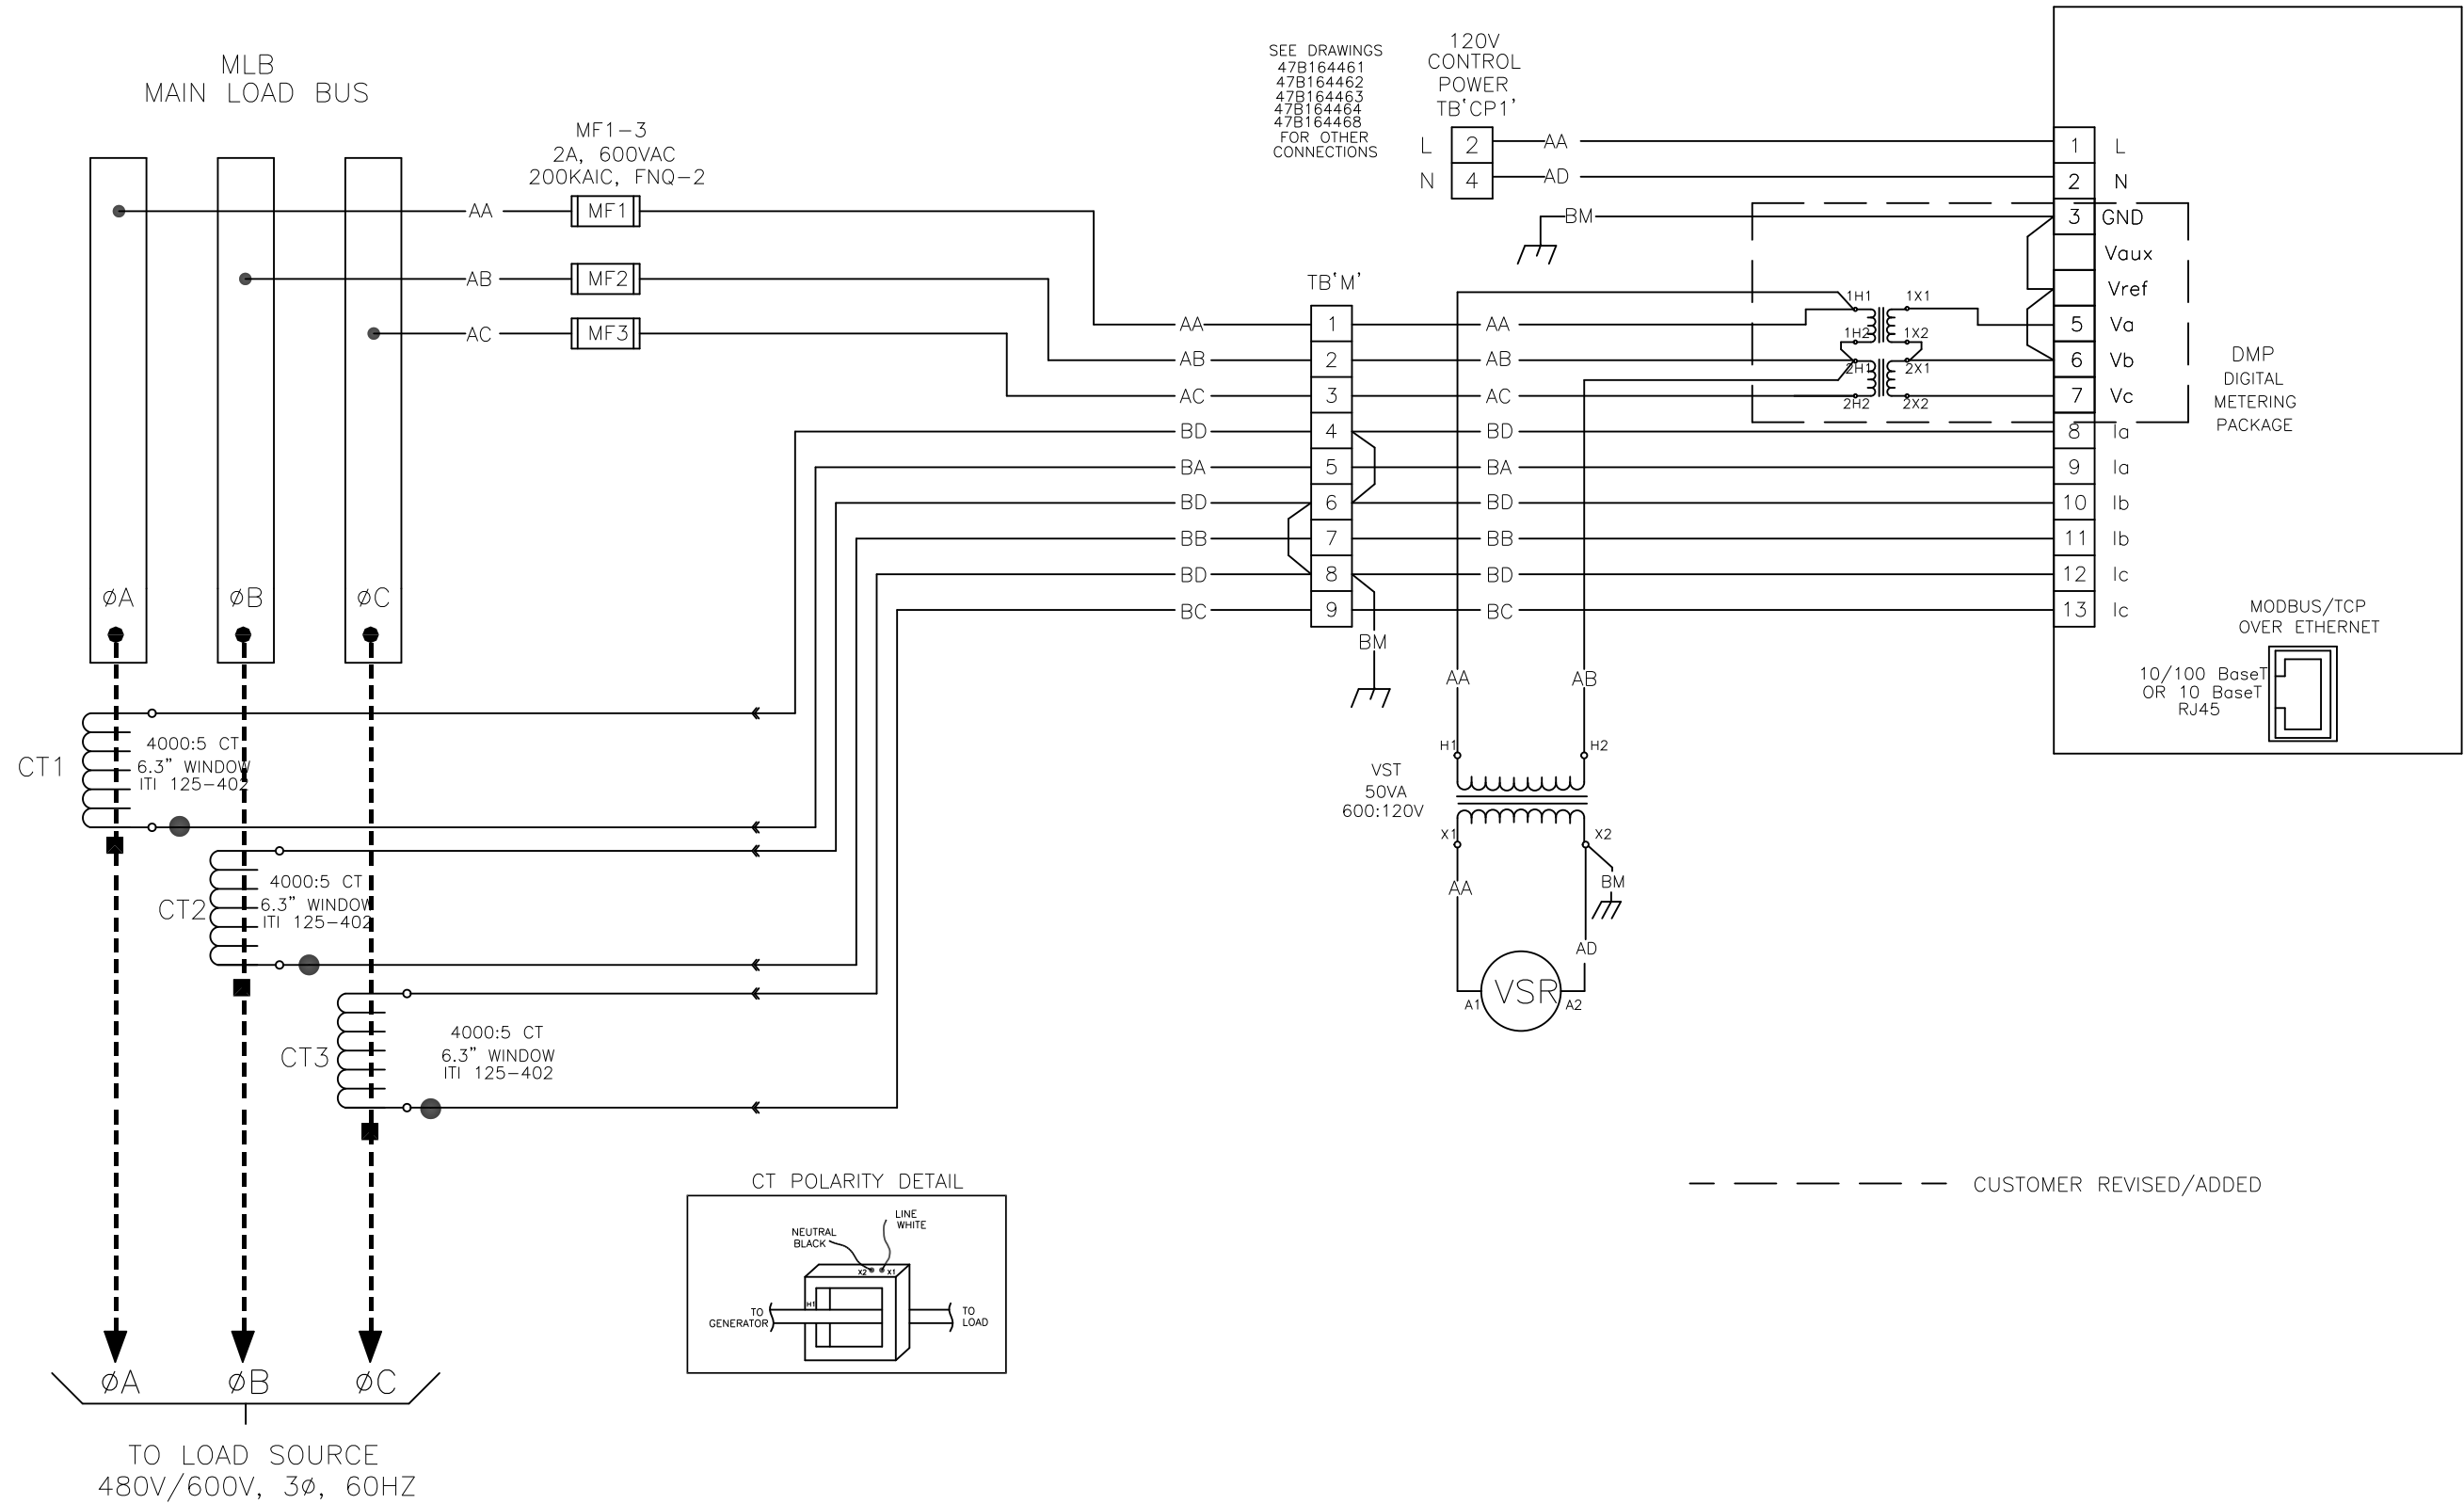 MLB
MAIN LOAD BUS
MF1-3
2A, 600VAC
200KAIC, FNQ-2
AA
MF1
AB
MF2
AC
MF3
ØA
ØB
ØC
SEE DRAWINGS
47B164461
47B164462
47B164463
47B164464
47B164468
FOR OTHER
CONNECTIONS
120V
CONTROL
POWER
TB'CP1'
L 2 AA 1 L
N 4 AD 2 N
BM 3 GND
Vaux
Vref
TB'M'
1H1 1X1
1H2 1X2
2H1 2X1
2H2 2X2
AA 1 AA 5 Va
AB 2 AB 6 Vb
AC 3 AC 7 Vc
BD 4 BD 8 Ia
BA 5 BA 9 Ia
BD 6 BD 10 Ib
BB 7 BB 11 Ib
BD 8 BD 12 Ic
BC 9 BC 13 Ic
BM
DMP
DIGITAL
METERING
PACKAGE
MODBUS/TCP
OVER ETHERNET
10/100 BaseT
OR 10 BaseT
RJ45
AA AB
H1 H2
VST
50VA
600:120V
X1 X2
AA
BM
AD
A1 VSR A2
CT1
4000:5 CT
6.3" WINDOW
ITI 125-402
CT2
4000:5 CT
6.3" WINDOW
ITI 125-402
CT3
4000:5 CT
6.3" WINDOW
ITI 125-402
CT POLARITY DETAIL
LINE
WHITE
NEUTRAL
BLACK
X2 X1
H1
TO
GENERATOR
TO
LOAD
CUSTOMER REVISED/ADDED
ØA ØB ØC
TO LOAD SOURCE
480V/600V, 3Ø, 60HZ